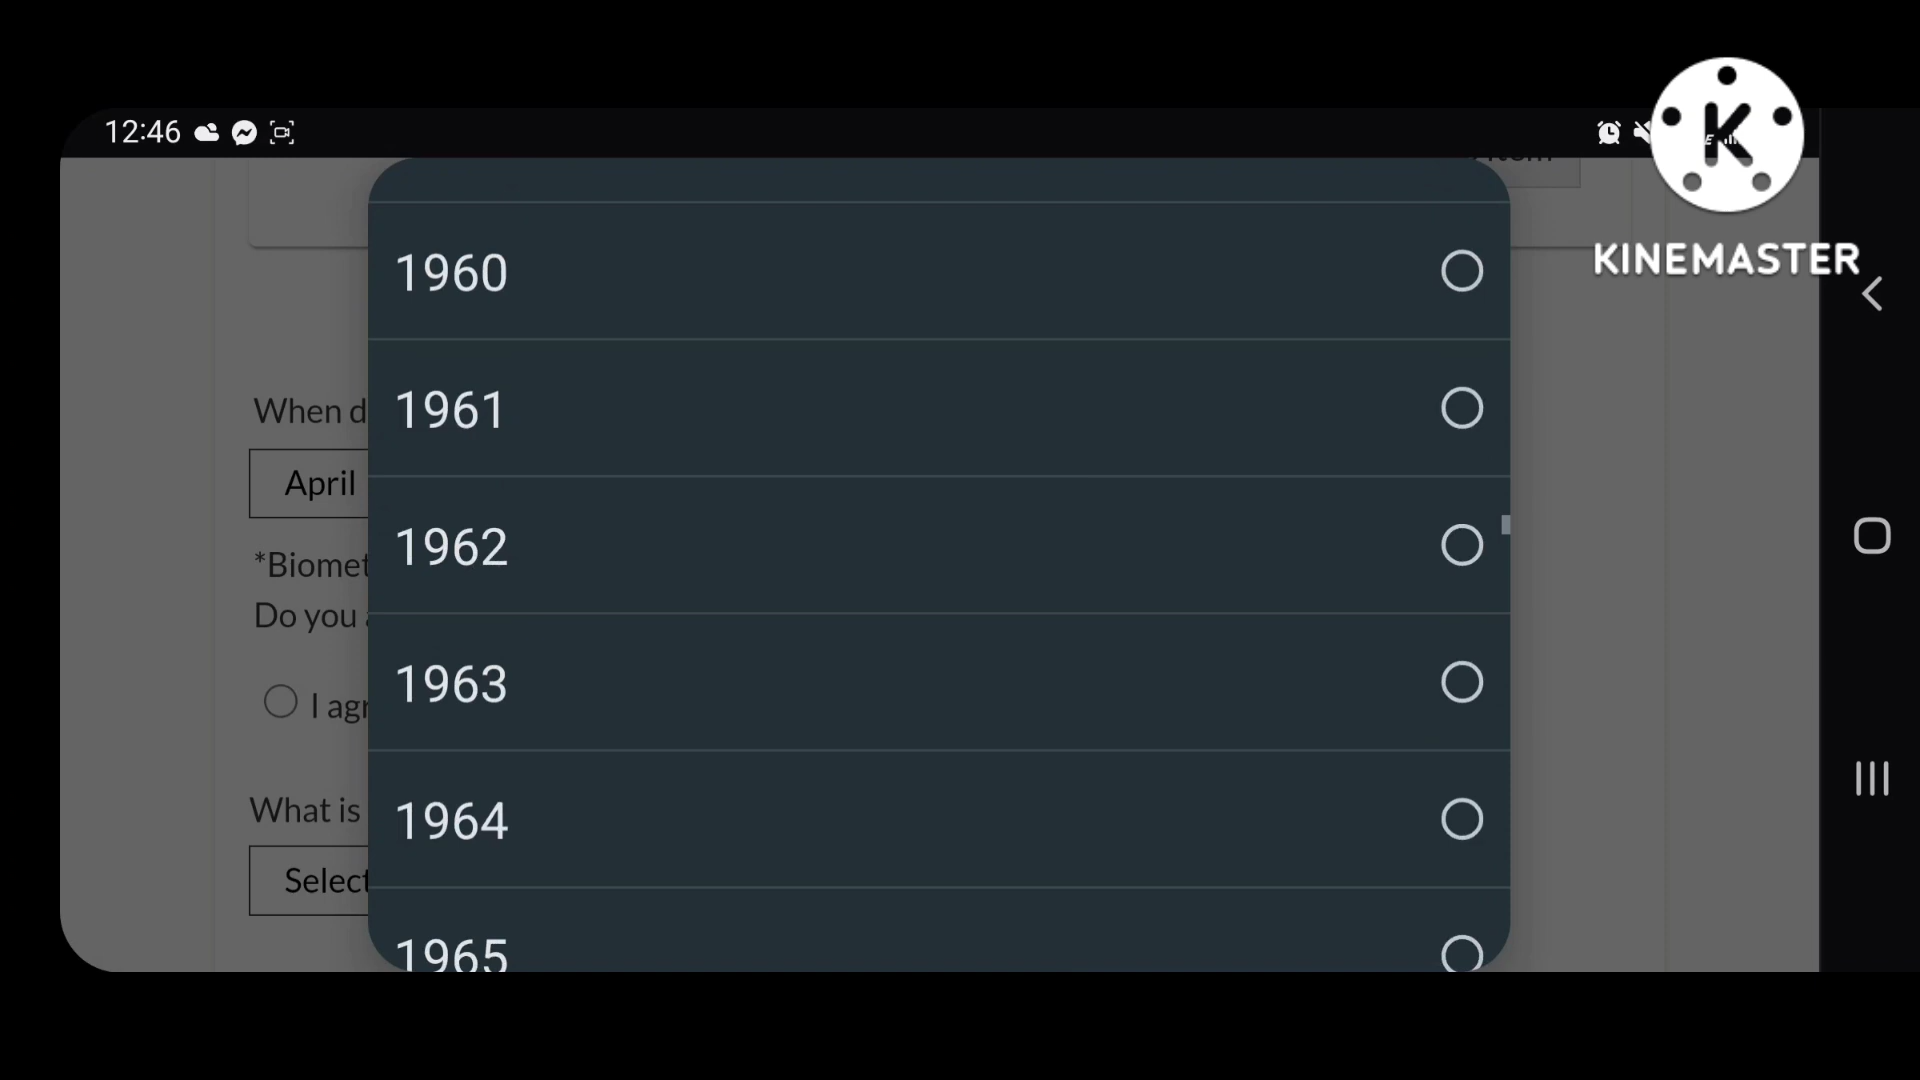 12:46
KINEMASTER
1960
1961
1962
1963
1964
1965
When d
April
*Biomet
Do you
I agr
What is
Select